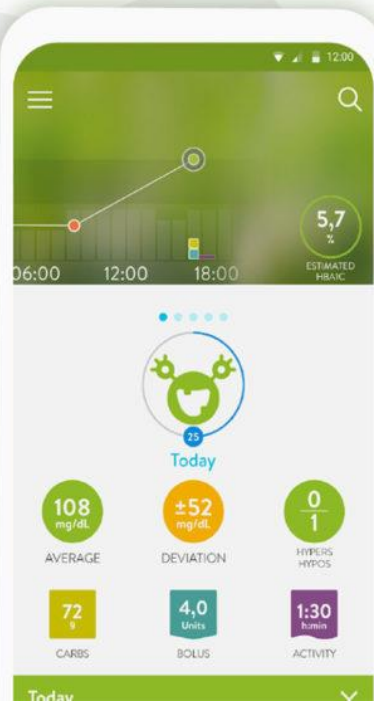 12:00
5,7
%
ESTIMATED
HBA1C
06:00 12:00 18:00
25
Today
108
mg/dL
±52
mg/dL
0
1
AVERAGE
DEVIATION
HYPERS
HYPOS
72
g
4,0
Units
1:30
h:min
CARBS
BOLUS
ACTIVITY
Today